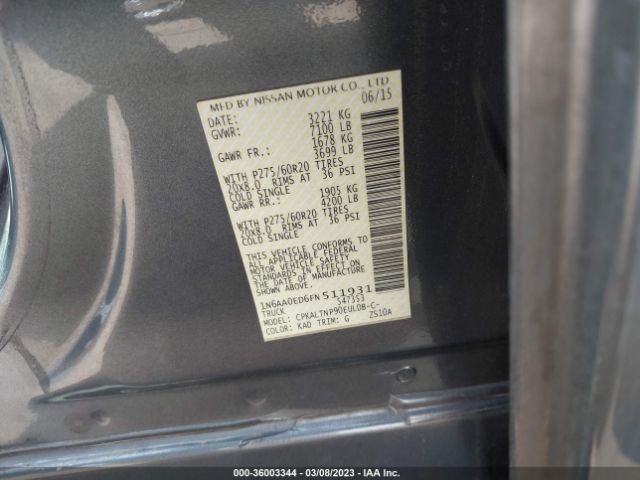 MFD BY NISSAN MOTOR CO., LTD
DATE: 06/15
GVWR: 3221 KG
7100 LB
GAWR FR.: 1678 KG
3699 LB
WITH P275/60R20 TIRES
20X8.0 RIMS AT 36 PSI
COLD SINGLE
GAWR RR.: 1905 KG
4200 LB
WITH P275/60R20 TIRES
20X8.0 RIMS AT 36 PSI
COLD SINGLE
THIS VEHICLE CONFORMS TO
ALL APPLICABLE FEDERAL
MOTOR VEHICLE SAFETY
STANDARDS IN EFFECT ON
THE DATE OF MANUFACTURE
SHOWN ABOVE.
1N6AA0ED6FN511931
TRUCK 547353
MODEL: CPKALTNP90EULDB-C-
COLOR: KAD TRIM: G ZS10A
000-36003344 | 03/08/2023 | IAA Inc.